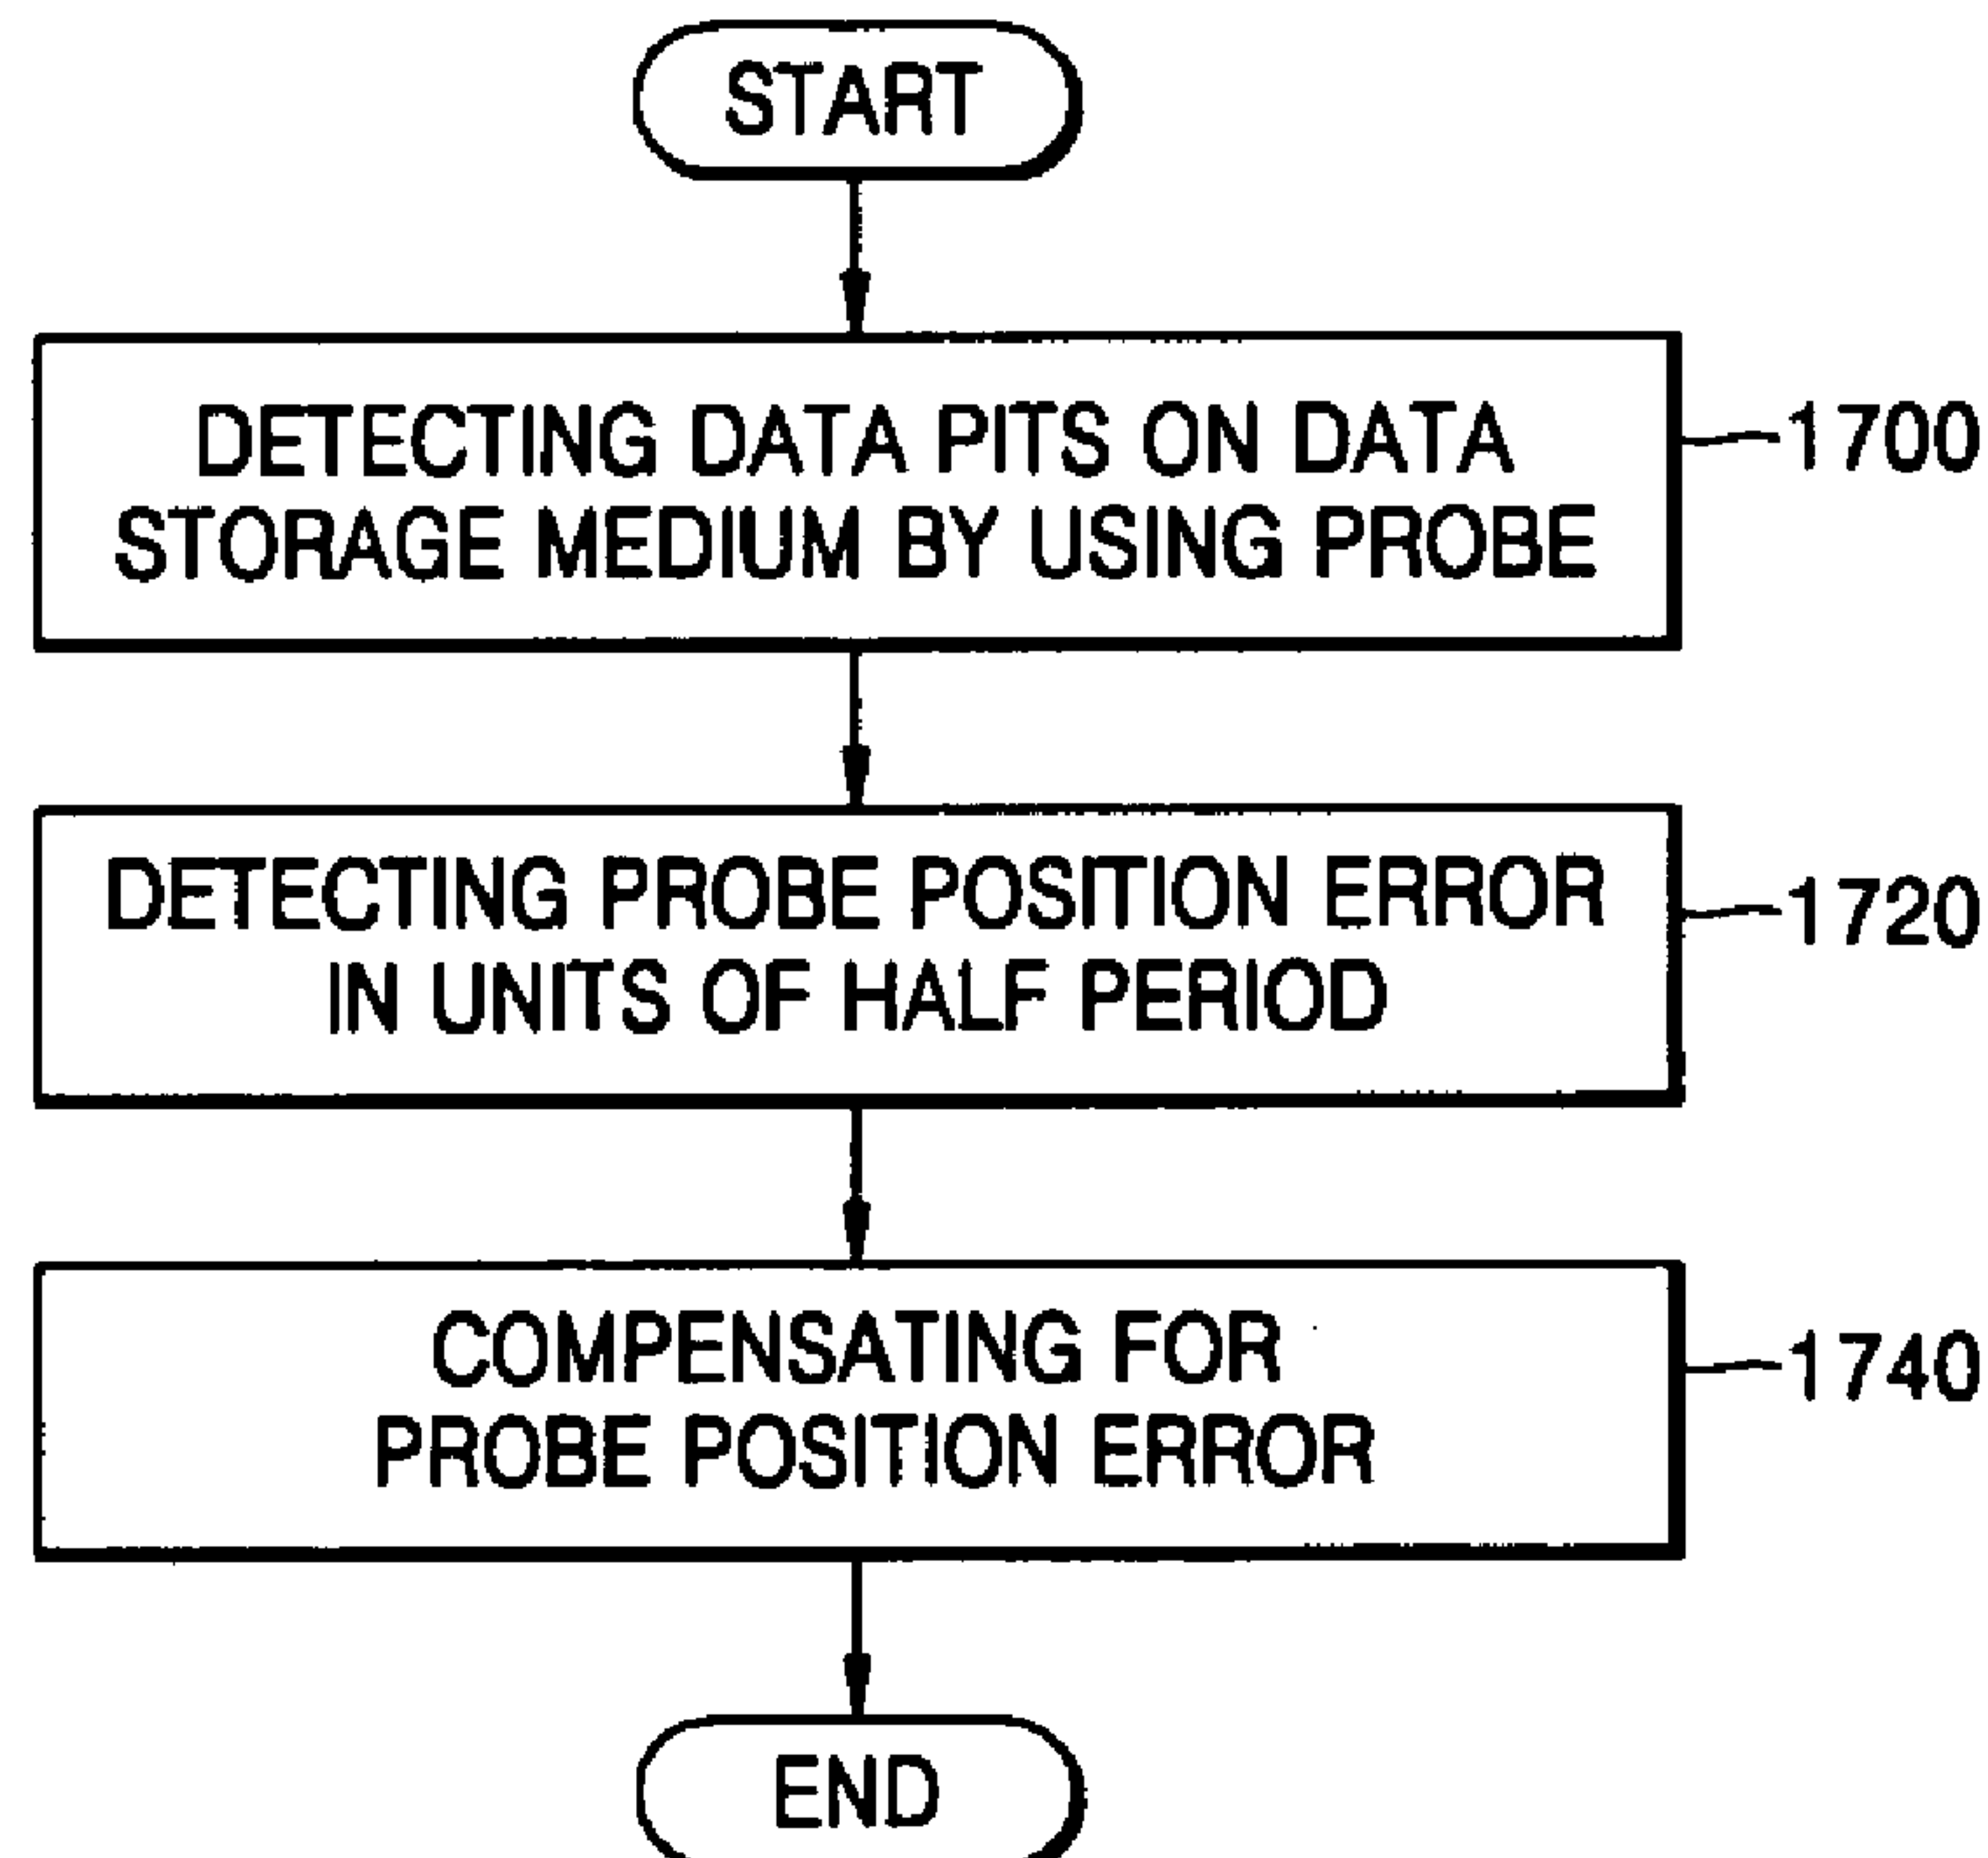 START
DETECTING DATA PITS ON DATA
STORAGE MEDIUM BY USING PROBE
1700
DETECTING PROBE POSITION ERROR
IN UNITS OF HALF PERIOD
1720
COMPENSATING FOR
PROBE POSITION ERROR
1740
END